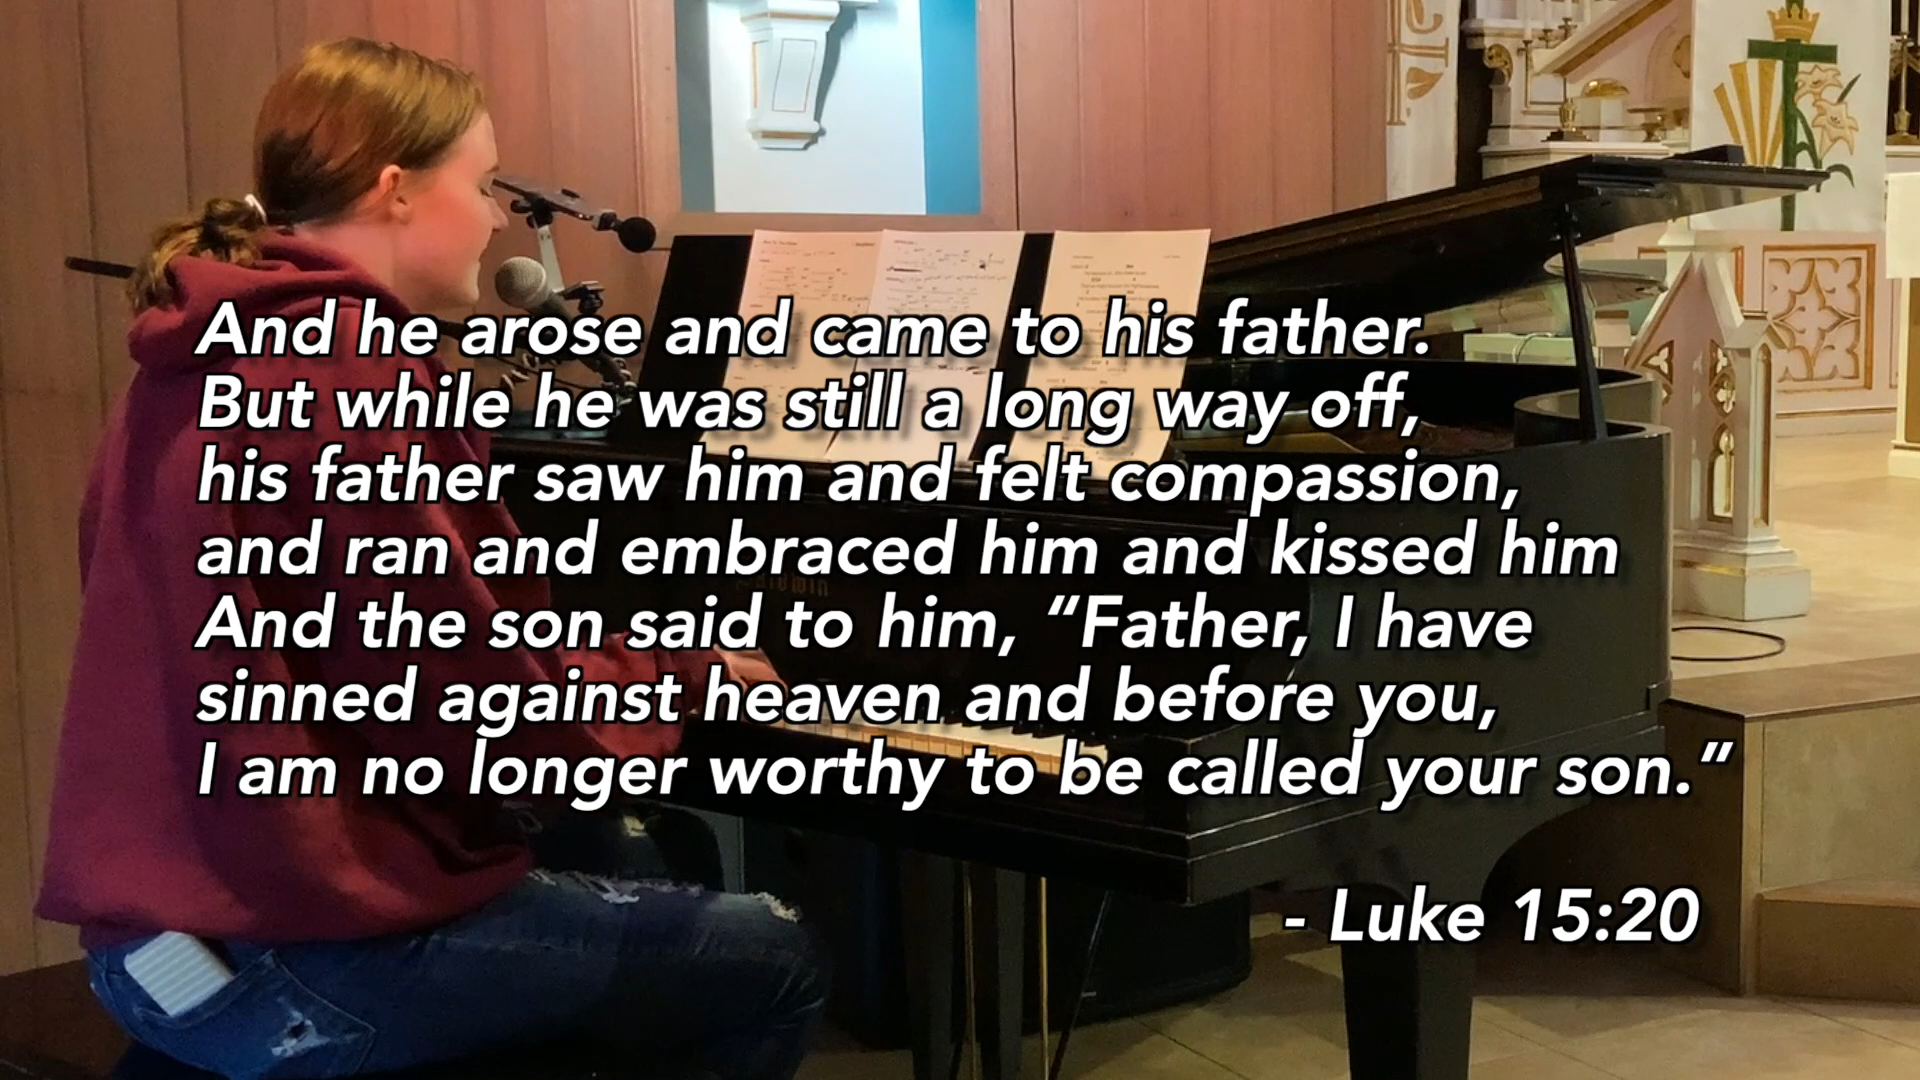 And he arose and came to his father.
But while he was still a long way off,
his father saw him and felt compassion,
and ran and embraced him and kissed him
And the son said to him, “Father, I have
sinned against heaven and before you,
I am no longer worthy to be called your son.”
- Luke 15:20